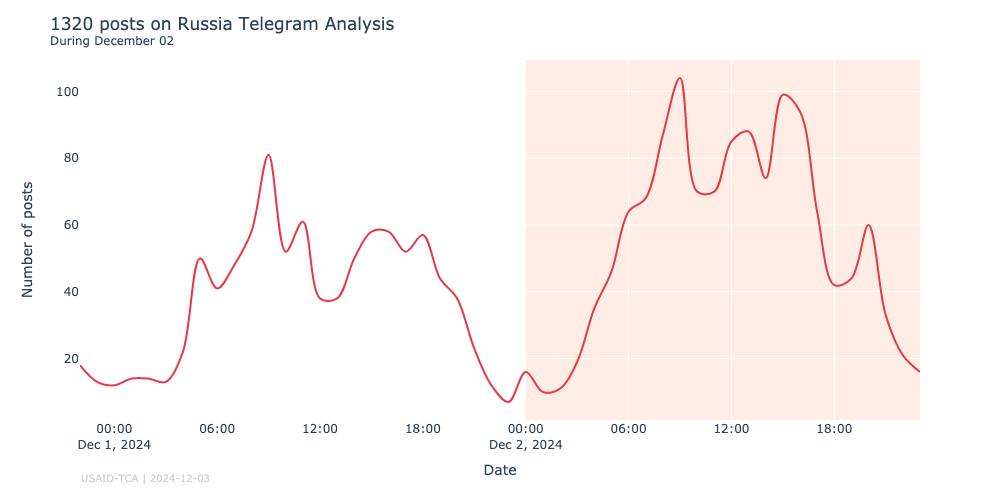 1320 posts on Russia Telegram Analysis
During December 02
Number of posts
100
80
60
40
20
00:00 06:00 12:00 18:00 00:00 06:00 12:00 18:00
Dec 1, 2024 Dec 2, 2024
Date
USAID-TCA | 2024-12-03